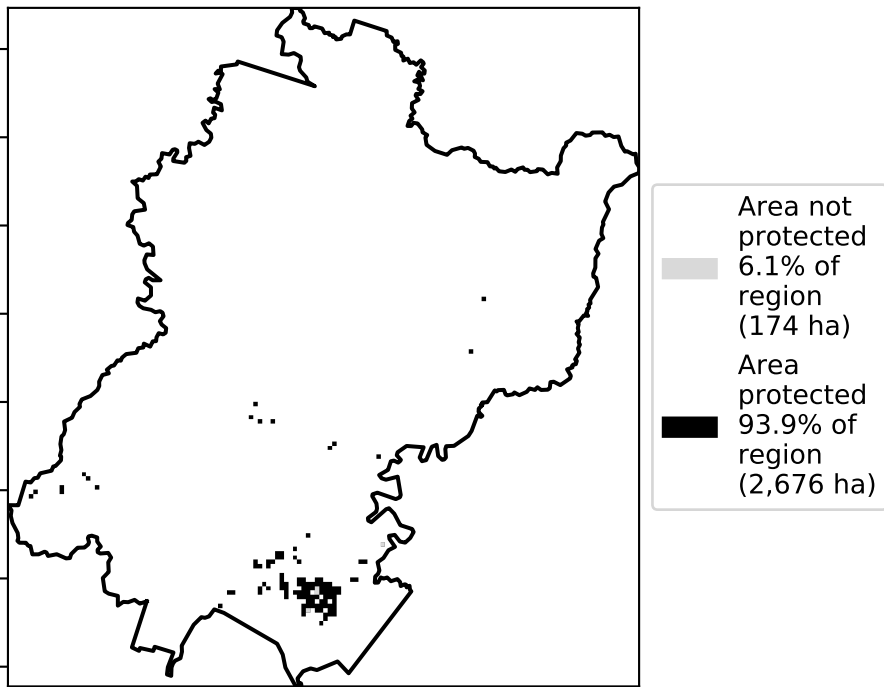 Area not
protected
6.1% of
region
(174 ha)
Area
protected
93.9% of
region
(2,676 ha)